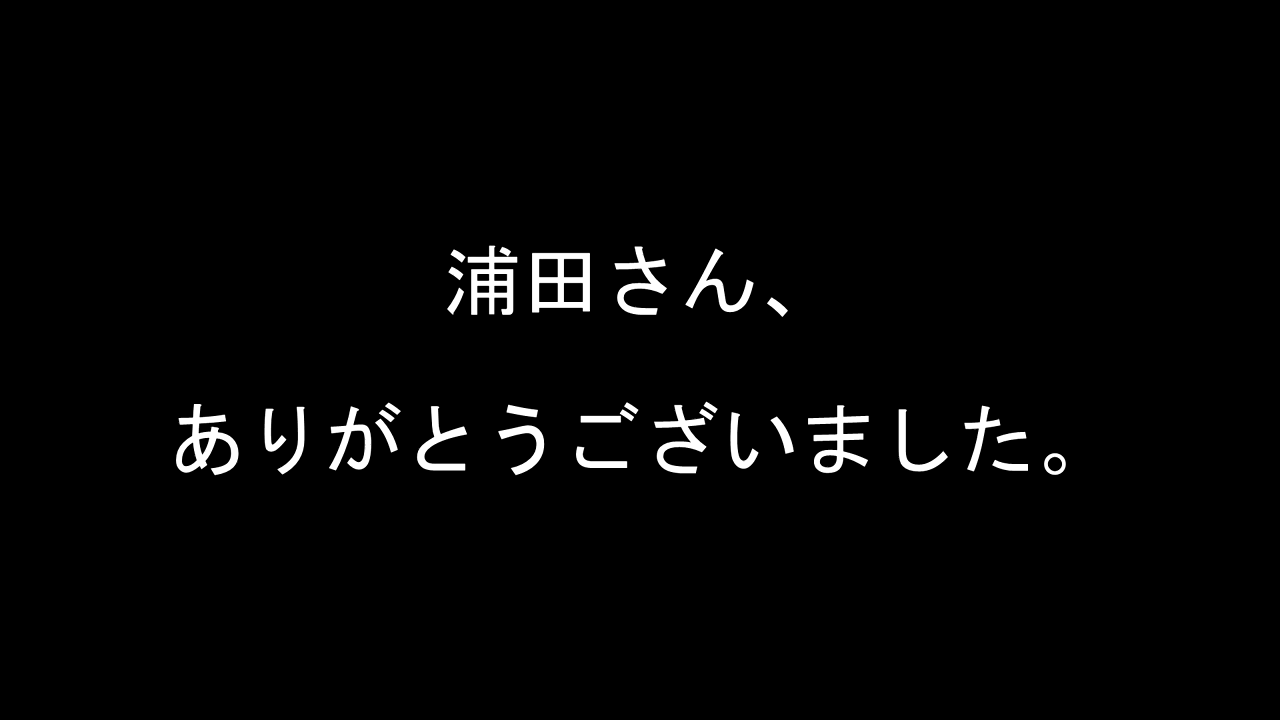 浦田さん、
ありがとうございました。